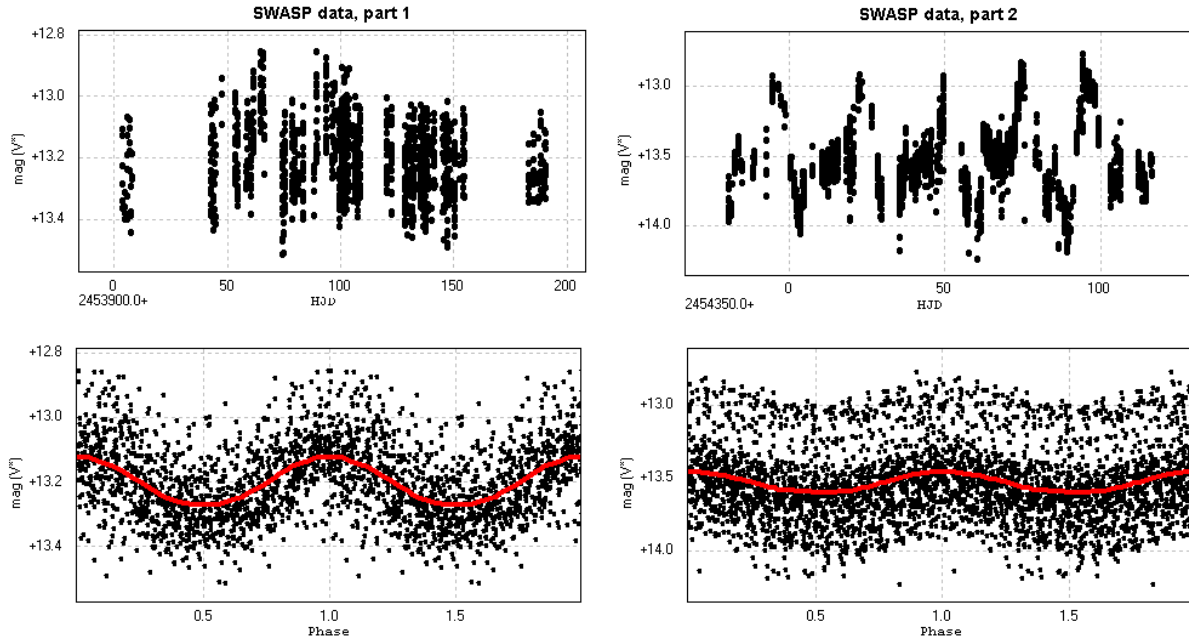 SWASP data, part 1
+12.8
+13.0
+13.2
+13.4
mag (V*)
0 50 100 150 200
2453900.0+
HJD
SWASP data, part 2
+13.0
+13.5
+14.0
mag (V*)
0 100
2454350.0+
HJD
+12.8
+13.0
+13.2
+13.4
mag (V*)
0.5 1.0 1.5
Phase
+13.0
+13.5
+14.0
mag (V*)
0.5 1.0 1.5
Phase